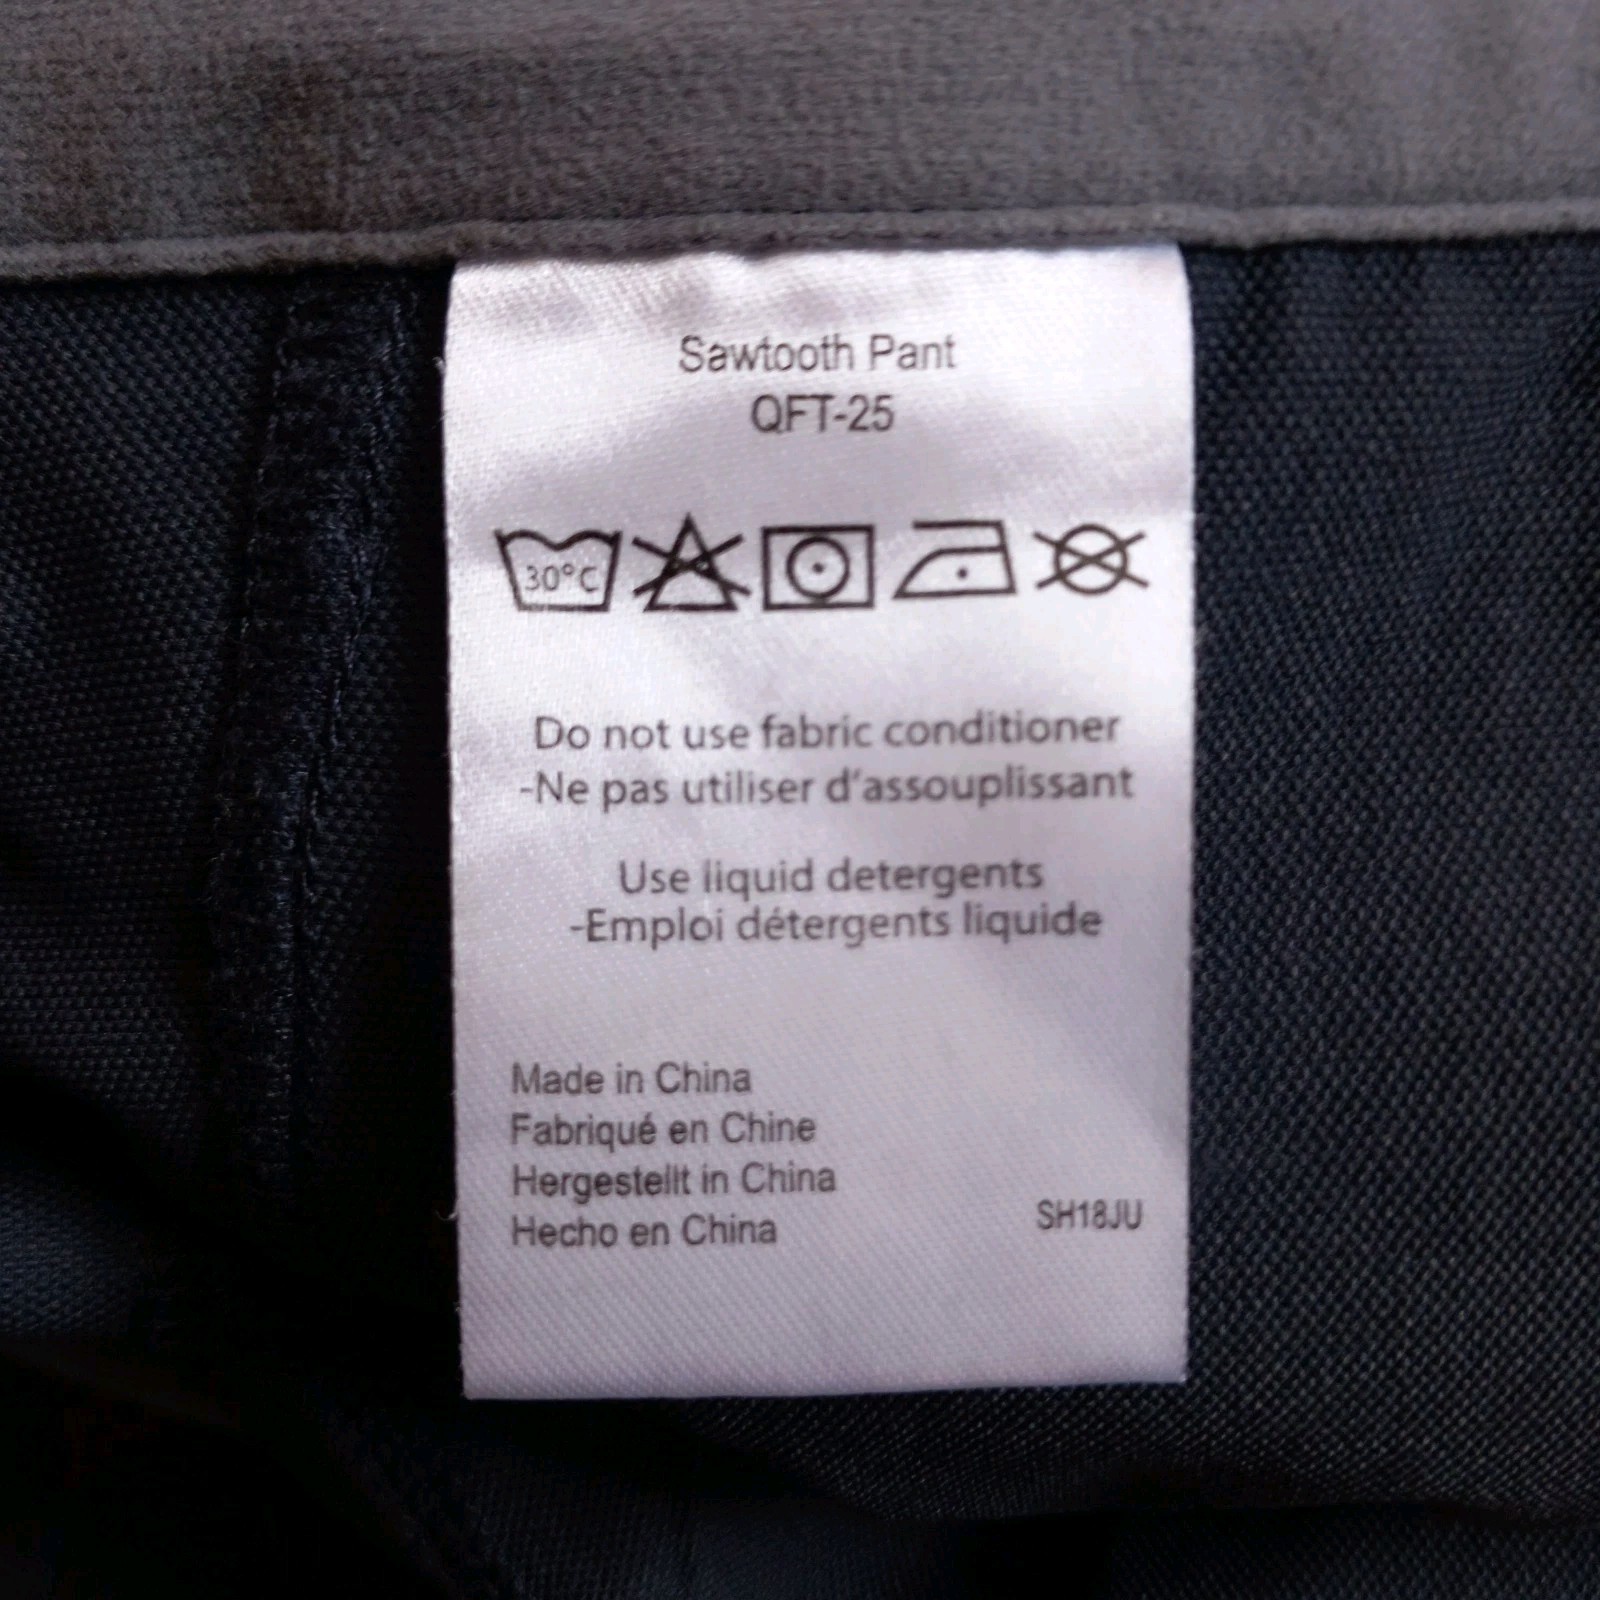 Sawtooth Pant
QFT-25
30°C
Do not use fabric conditioner
-Ne pas utiliser d'assouplissant
Use liquid detergents
-Emploi détergents liquide
Made in China
Fabriqué en Chine
Hergestellt in China
Hecho en China
SH18JU